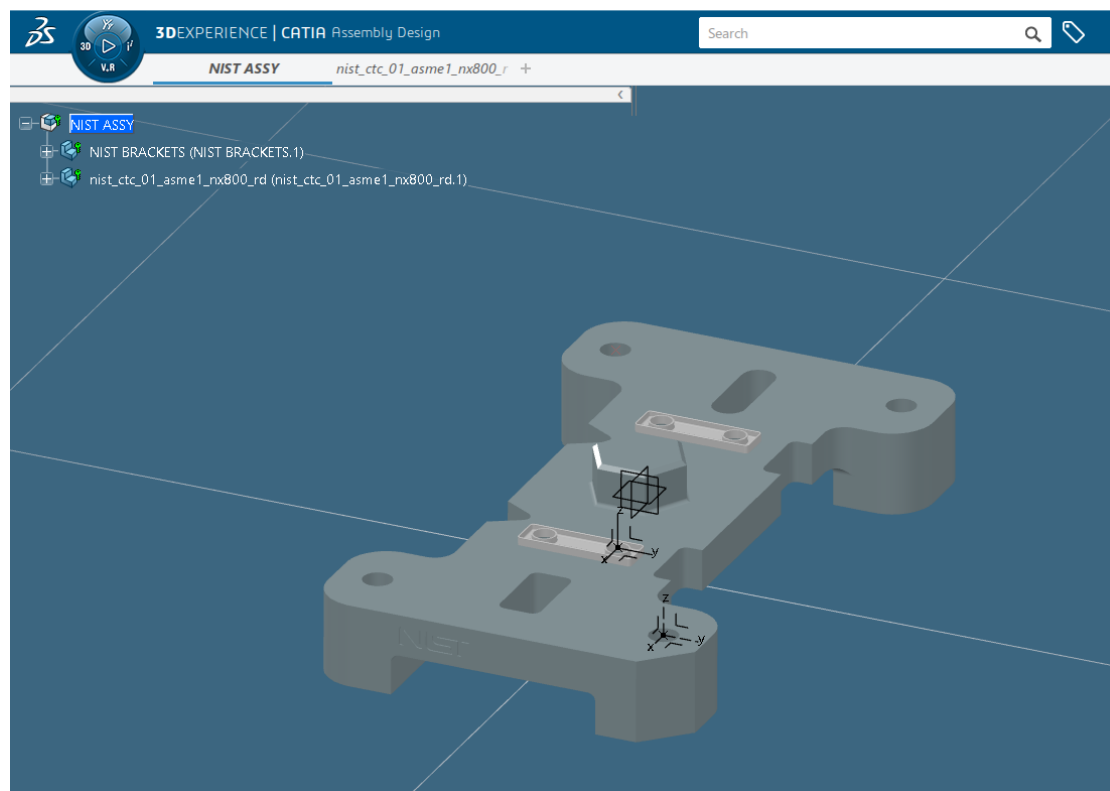 3DEXPERIENCE | CATIA Assembly Design
Search
3D
V.R
NIST ASSY
nist_ctc_01_asme1_nx800_r
NIST ASSY
NIST BRACKETS (NIST BRACKETS.1)
nist_ctc_01_asme1_nx800_rd (nist_ctc_01_asme1_nx800_rd.1)
z
y
x
z
y
x
NIST